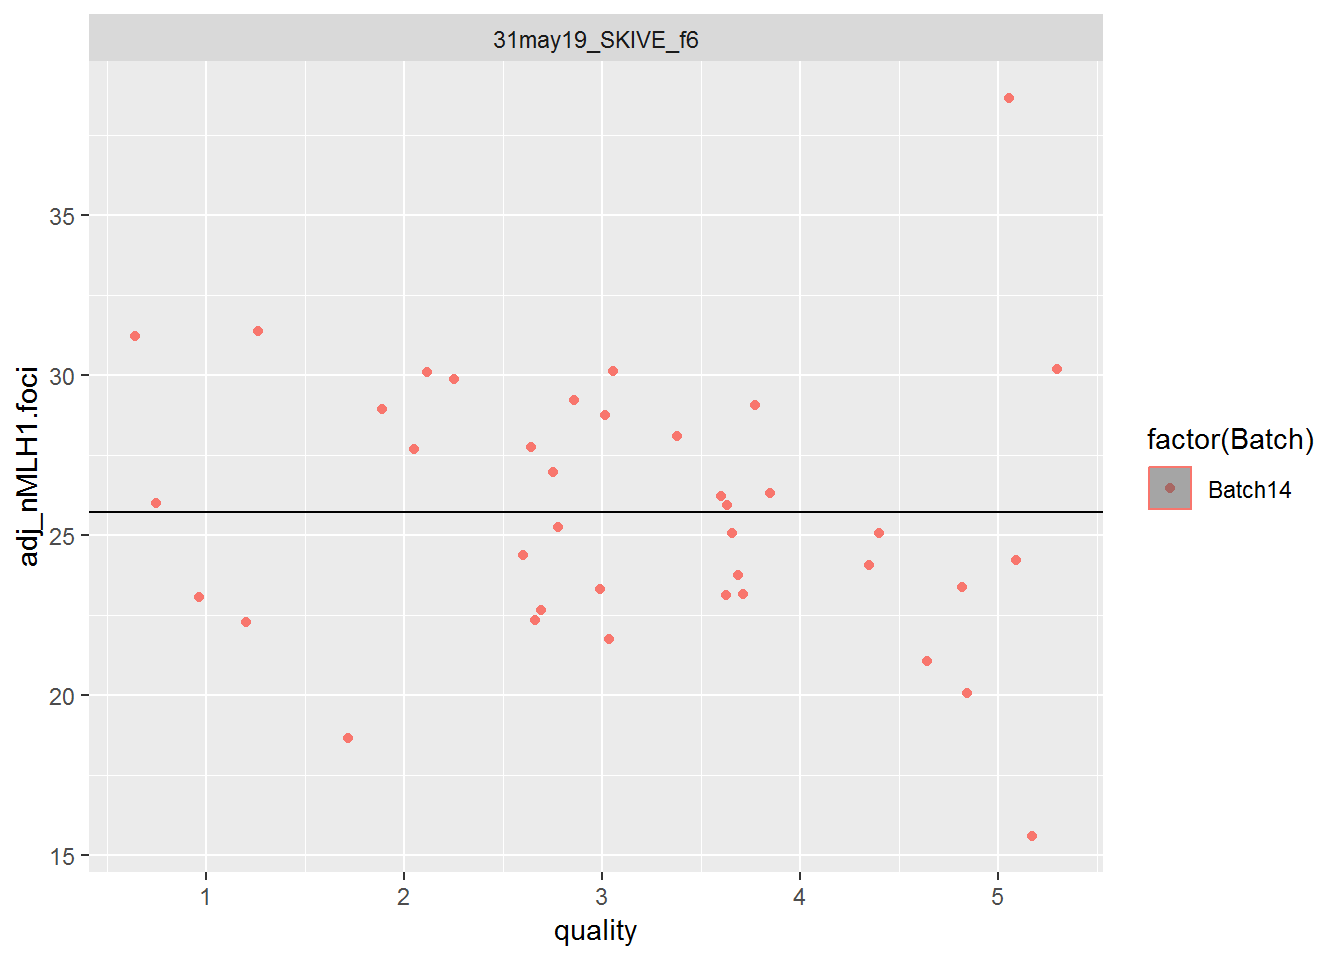 31may19_SKIVE_f6
adj_nMLH1.foci
35
30
25
20
15
1 2 3 4 5
quality
factor(Batch)
Batch14